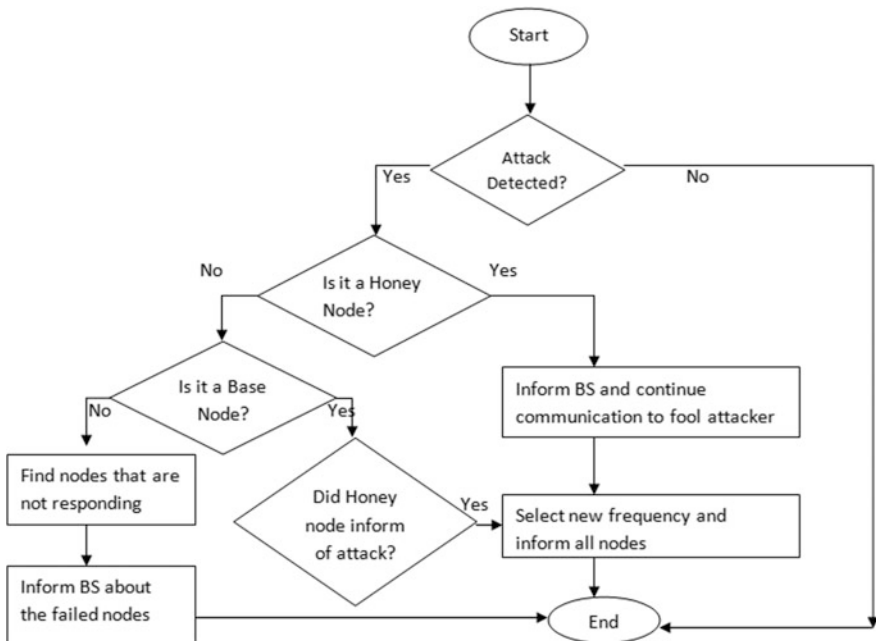 Start
Attack
Detected?
Yes
No
Is it a Honey
Node?
No
Yes
Is it a Base
Node?
No
Yes
Inform BS and continue
communication to fool attacker
Find nodes that are
not responding
Did Honey
node inform
of attack?
Yes
Select new frequency and
inform all nodes
Inform BS about
the failed nodes
End